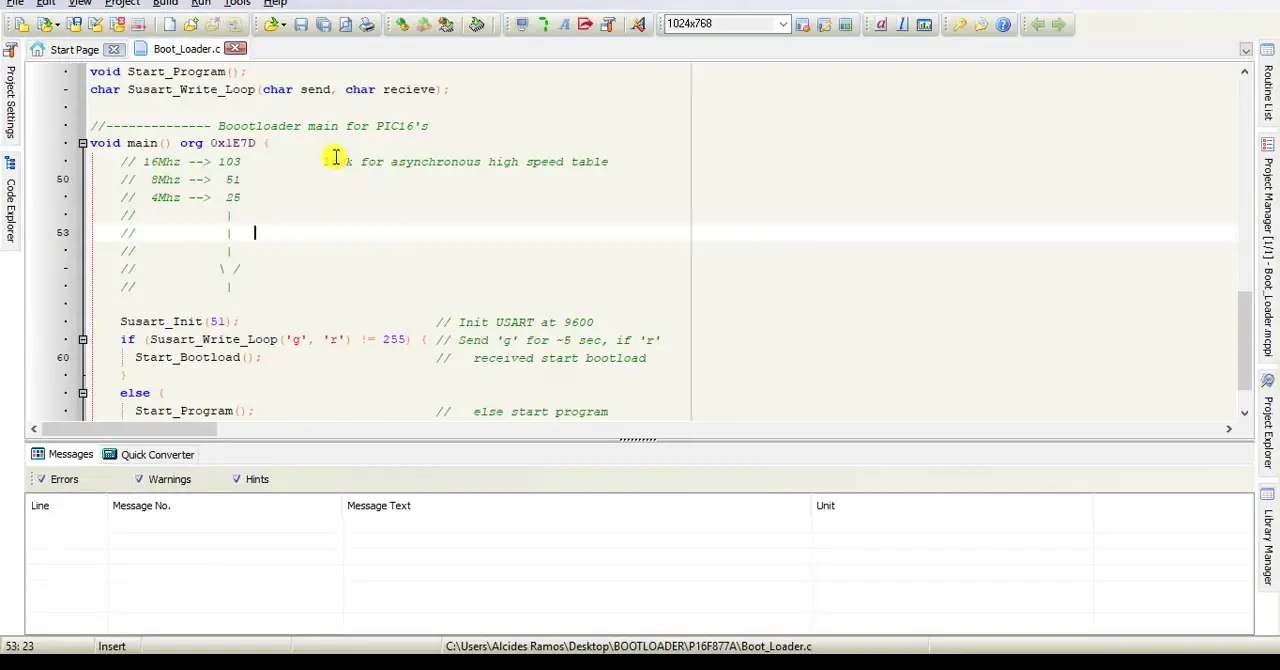 File Edit View Project Build Run Tools Help
1024x768
Start Page Boot_Loader.c
Project Settings
Code Explorer
void Start_Program();
char Susart_Write_Loop(char send, char recieve);
//-------------- Boootloader main for PIC16's
void main() org 0x1E7D {
// 16Mhz --> 103 k for asynchronous high speed table
50 // 8Mhz --> 51
// 4Mhz --> 25
// |
53 // |
// |
// \ /
// |
Susart_Init(51); // Init USART at 9600
if (Susart_Write_Loop('g', 'r') != 255) { // Send 'g' for ~5 sec, if 'r'
60 Start_Bootload(); // received start bootload
}
else {
Start_Program(); // else start program
Routine List
Project Manager [1/1] - Boot_Loader.mcppi
Project Explorer
Library Manager
Messages Quick Converter
Errors Warnings Hints
Line Message No. Message Text Unit
53: 23 Insert C:\Users\Alcides Ramos\Desktop\BOOTLOADER\P16F877A\Boot_Loader.c